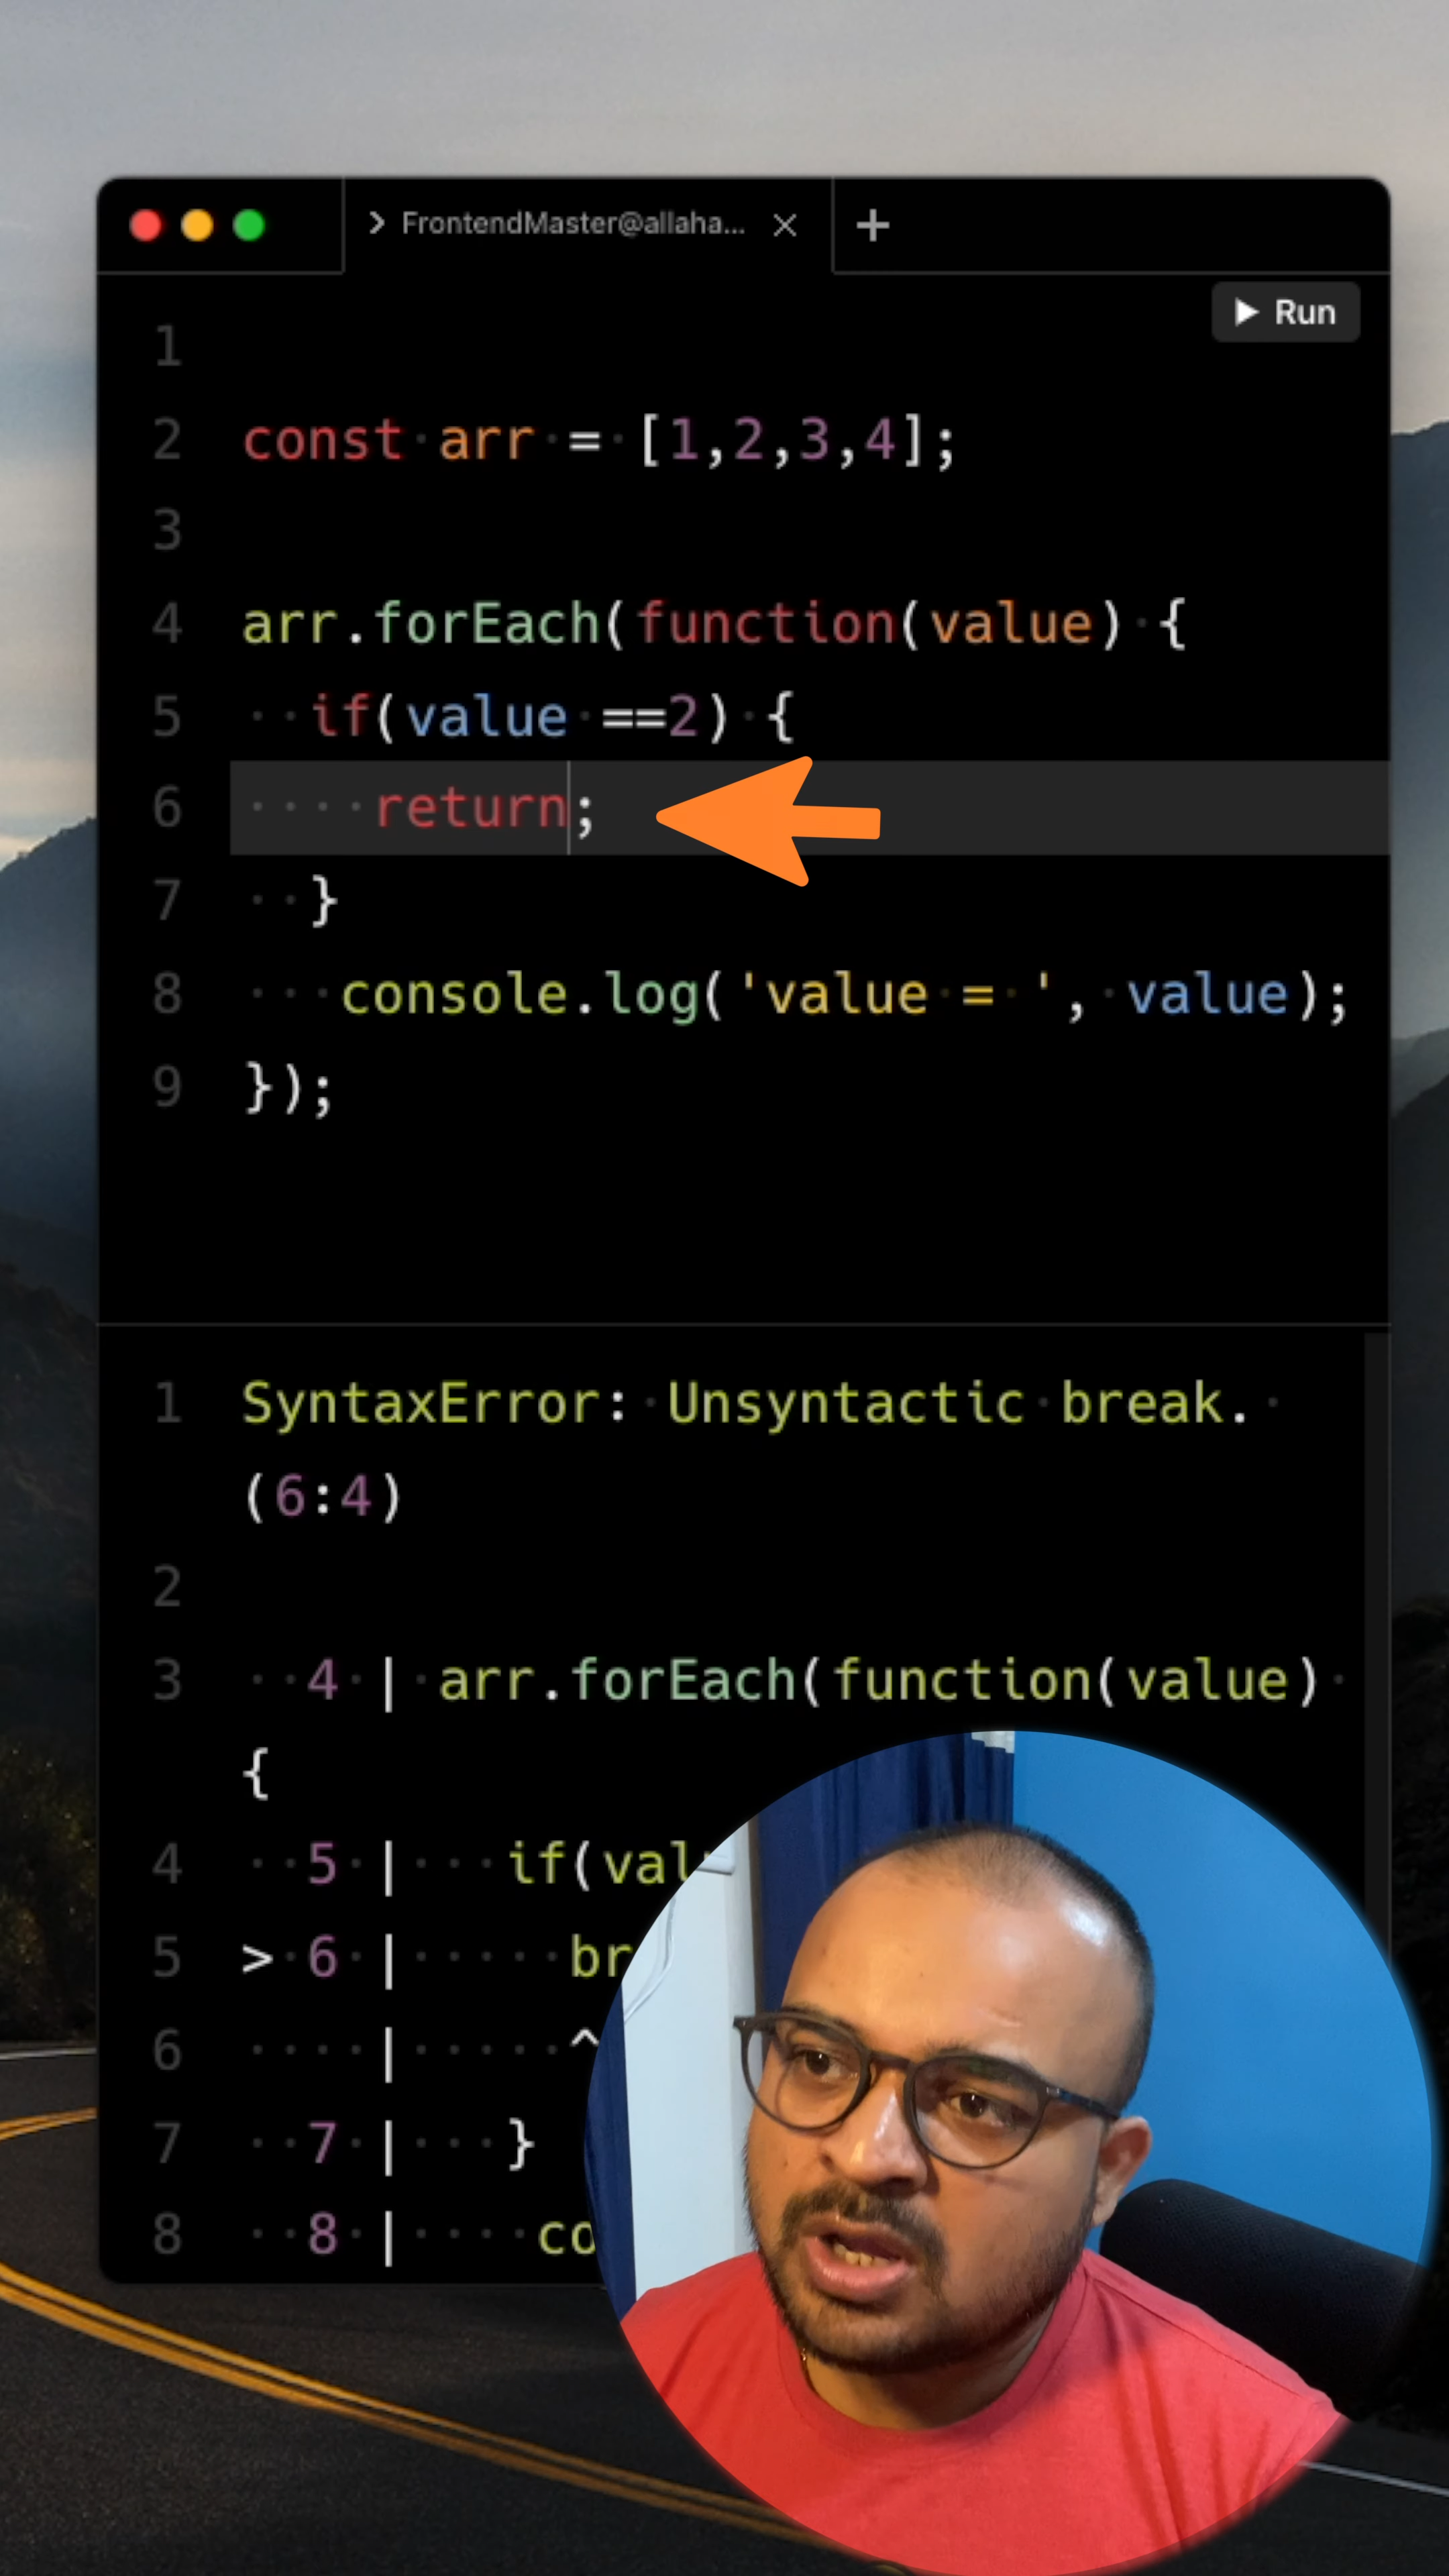 FrontendMaster@allaha...
Run
1
2 const arr = [1,2,3,4];
3
4 arr.forEach(function(value) {
5 if(value ==2) {
6 return;
7 }
8 console.log('value = ', value);
9 });
1 SyntaxError: Unsyntactic break.
(6:4)
2
3 4 | arr.forEach(function(value)
{
4 5 | if(val
5 > 6 | br
6 | ^
7 7 | }
8 8 | co